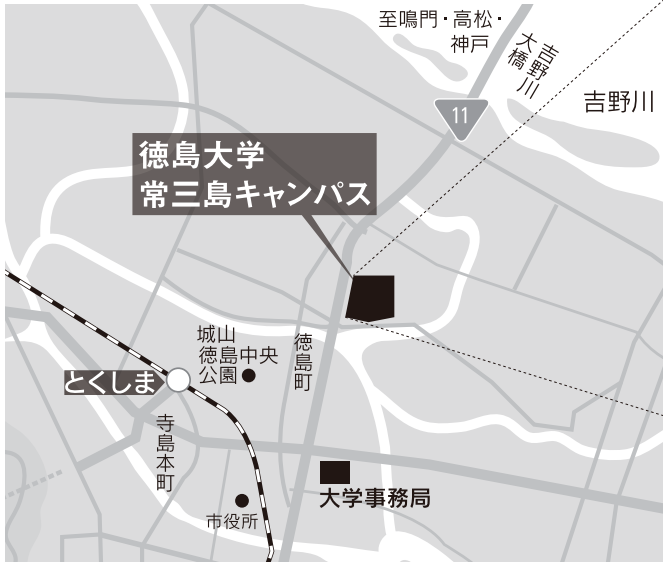 至鳴門・高松・
神戸
吉野川
大橋
吉野川
11
徳島大学
常三島キャンパス
城山
徳島中央
公園
徳島町
とくしま
寺島本町
大学事務局
市役所